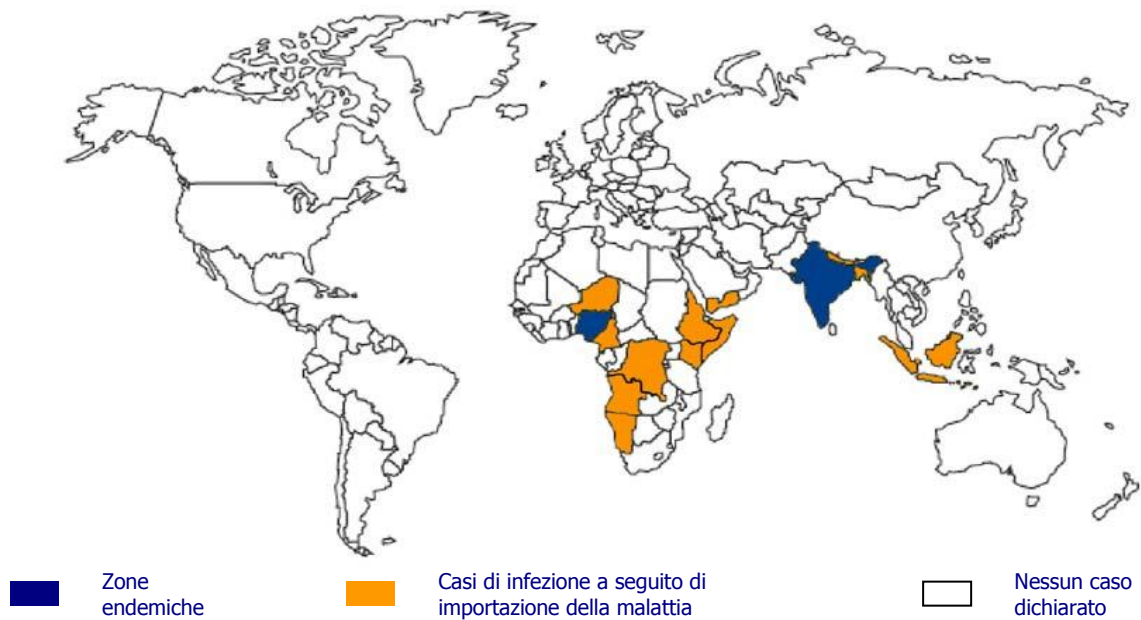 Zone
endemiche
Casi di infezione a seguito di
importazione della malattia
Nessun caso
dichiarato